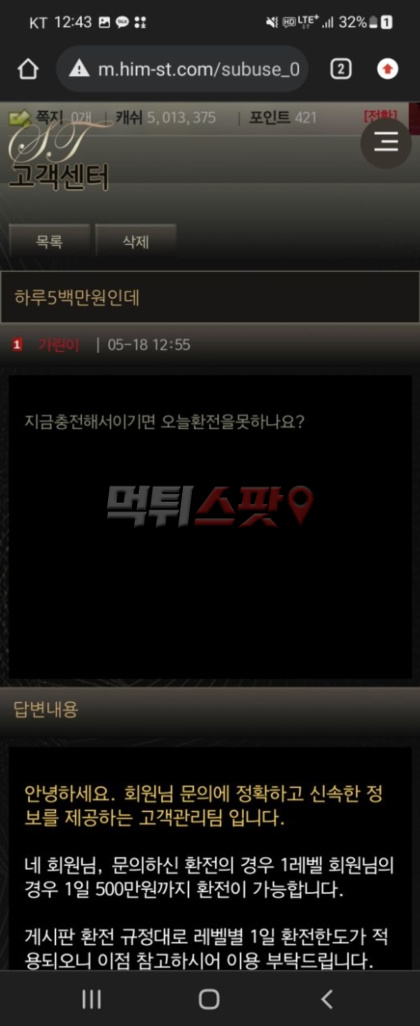 KT 12:43 HD LTE+ 32% 1
m.him-st.com/subuse_0 2
쪽지 0개 | 캐쉬 5,013,375 | 포인트 421 [전환]
ST
고객센터
목록 삭제
하루5백만원인데
1 가린이 | 05-18 12:55
지금충전해서이기면 오늘환전을못하나요?
먹튀스팟
답변내용
안녕하세요. 회원님 문의에 정확하고 신속한 정
보를 제공하는 고객관리팀 입니다.
네 회원님, 문의하신 환전의 경우 1레벨 회원님의
경우 1일 500만원까지 환전이 가능합니다.
게시판 환전 규정대로 레벨별 1일 환전한도가 적
용되오니 이점 참고하시어 이용 부탁드립니다.